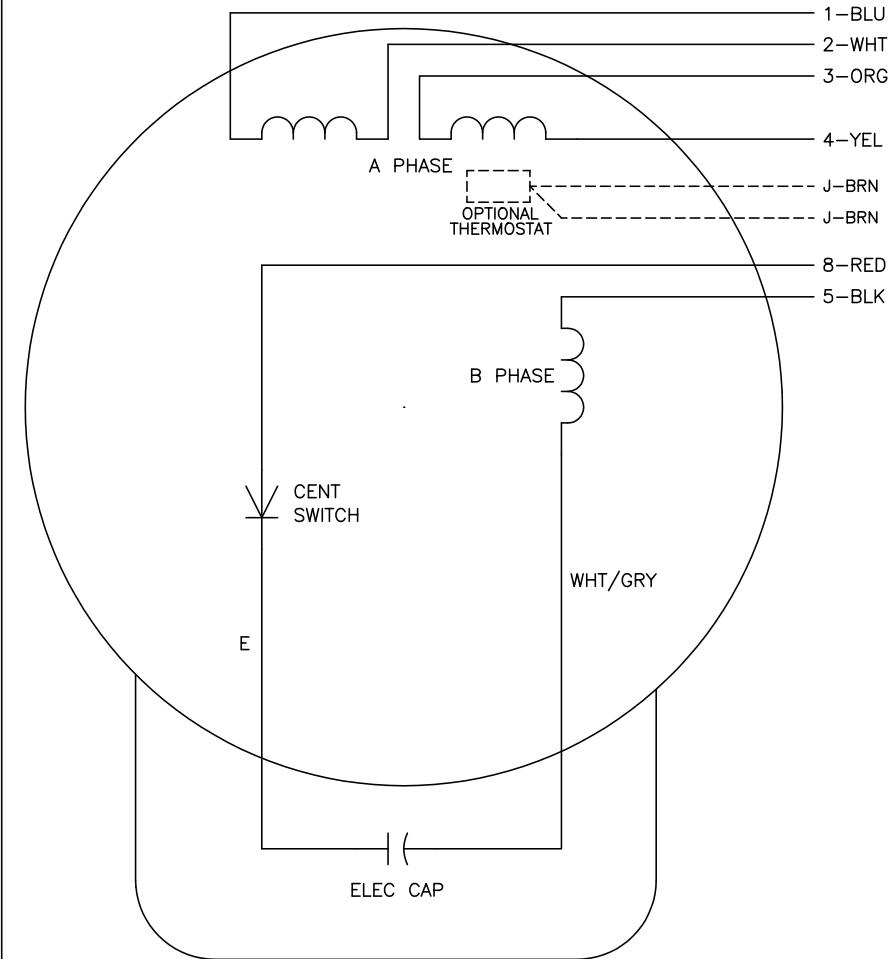 1-BLU
2-WHT
3-ORG
4-YEL
A PHASE
J-BRN
OPTIONAL
THERMOSTAT
J-BRN
8-RED
5-BLK
B PHASE
CENT
SWITCH
WHT/GRY
E
ELEC CAP